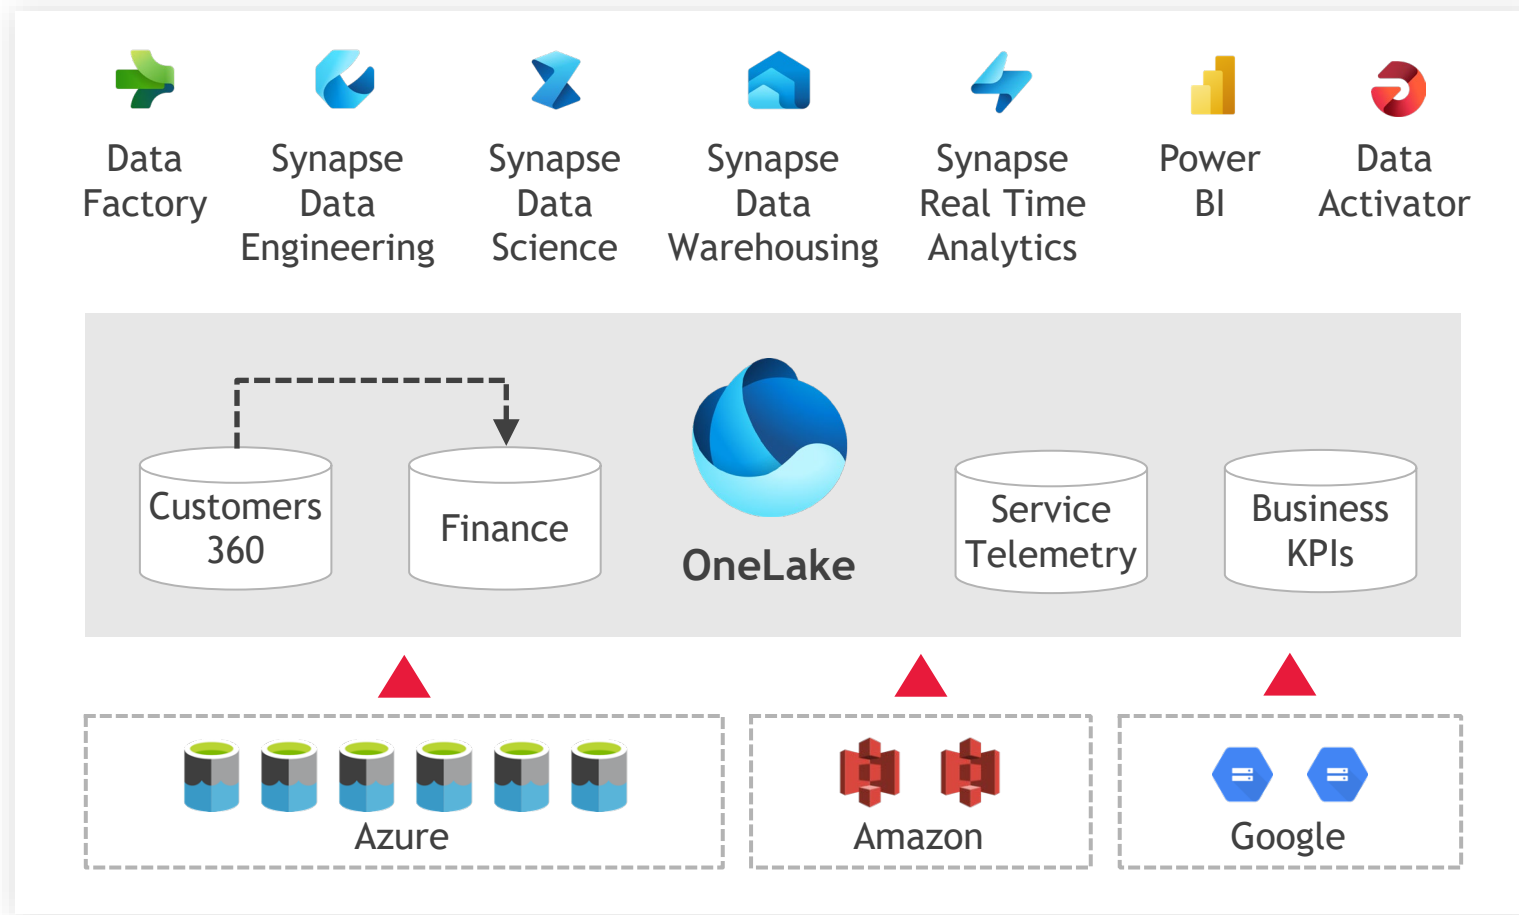 Data
Factory
Synapse
Data
Engineering
Synapse
Data
Science
Synapse
Data
Warehousing
Synapse
Real Time
Analytics
Power
BI
Data
Activator
Customers
360
Finance
OneLake
Service
Telemetry
Business
KPIs
Azure
Amazon
Google